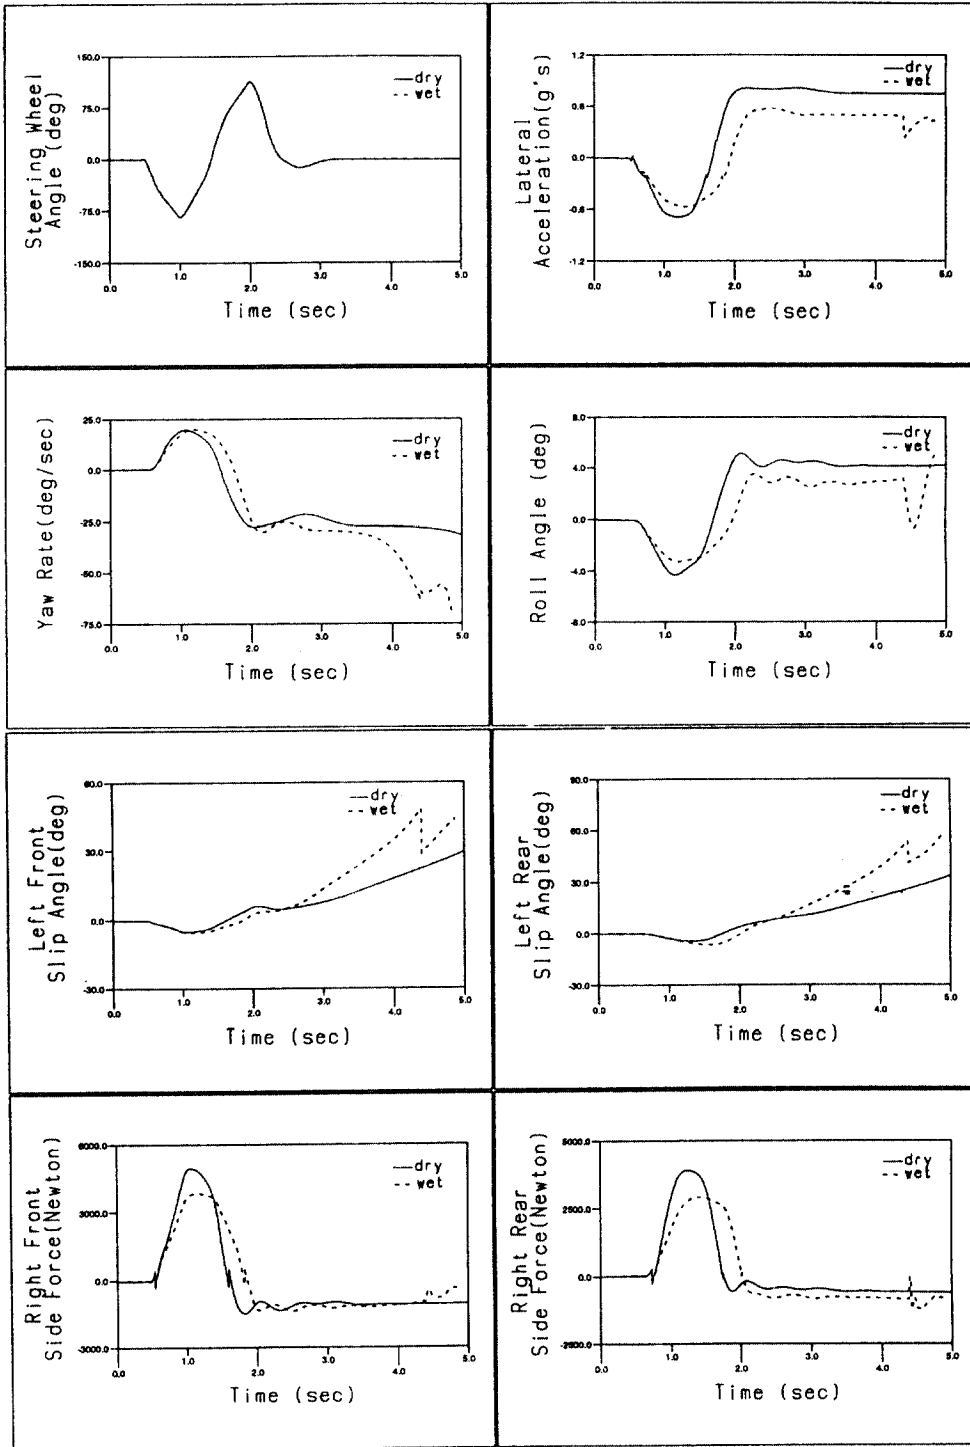 Steering Wheel
Angle (deg)
150.0
75.0
0.0
-75.0
-150.0
0.0 1.0 2.0 3.0 4.0 5.0
Time (sec)
dry
wet
Lateral
Acceleration(g's)
1.2
0.6
0.0
-0.6
-1.2
0.0 1.0 2.0 3.0 4.0 5.0
Time (sec)
dry
wet
Yaw Rate(deg/sec)
25.0
0.0
-25.0
-50.0
-75.0
0.0 1.0 2.0 3.0 4.0 5.0
Time (sec)
dry
wet
Roll Angle (deg)
8.0
4.0
0.0
-4.0
-8.0
0.0 1.0 2.0 3.0 4.0 5.0
Time (sec)
dry
wet
Left Front
Slip Angle(deg)
60.0
30.0
0.0
-30.0
0.0 1.0 2.0 3.0 4.0 5.0
Time (sec)
dry
wet
Left Rear
Slip Angle(deg)
90.0
60.0
30.0
0.0
-30.0
0.0 1.0 2.0 3.0 4.0 5.0
Time (sec)
dry
wet
Right Front
Side Force(Newton)
6000.0
3000.0
0.0
-3000.0
0.0 1.0 2.0 3.0 4.0 5.0
Time (sec)
dry
wet
Right Rear
Side Force(Newton)
5000.0
2500.0
0.0
-2500.0
0.0 1.0 2.0 3.0 4.0 5.0
Time (sec)
dry
wet